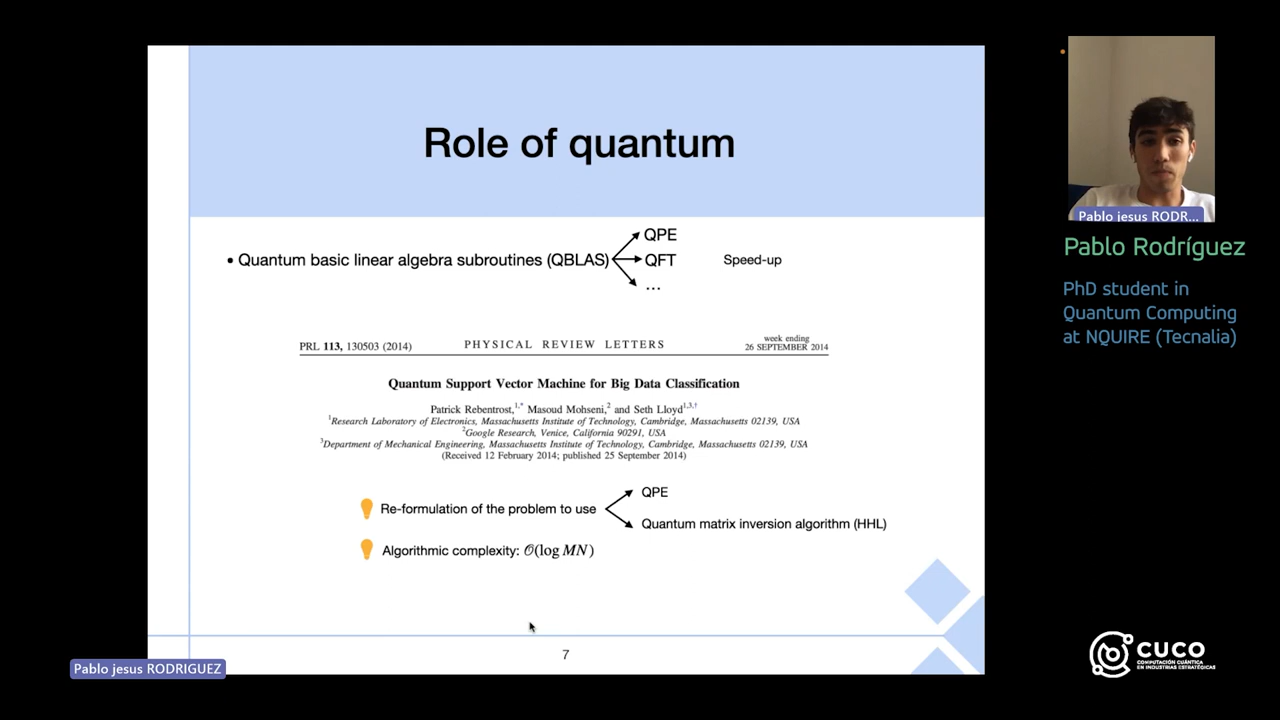 Role of quantum
• Quantum basic linear algebra subroutines (QBLAS)
QPE
QFT
...
Speed-up
PRL 113, 130503 (2014)
PHYSICAL REVIEW LETTERS
week ending
26 SEPTEMBER 2014
Quantum Support Vector Machine for Big Data Classification
Patrick Rebentrost,1,* Masoud Mohseni,2 and Seth Lloyd1,3,†
1Research Laboratory of Electronics, Massachusetts Institute of Technology, Cambridge, Massachusetts 02139, USA
2Google Research, Venice, California 90291, USA
3Department of Mechanical Engineering, Massachusetts Institute of Technology, Cambridge, Massachusetts 02139, USA
(Received 12 February 2014; published 25 September 2014)
Re-formulation of the problem to use
QPE
Quantum matrix inversion algorithm (HHL)
Algorithmic complexity: 𝒪(log MN)
7
Pablo jesus RODRIGUEZ
Pablo jesus RODR...
Pablo Rodríguez
PhD student in
Quantum Computing
at NQUIRE (Tecnalia)
CUCO
COMPUTACIÓN CUÁNTICA
EN INDUSTRIAS ESTRATÉGICAS